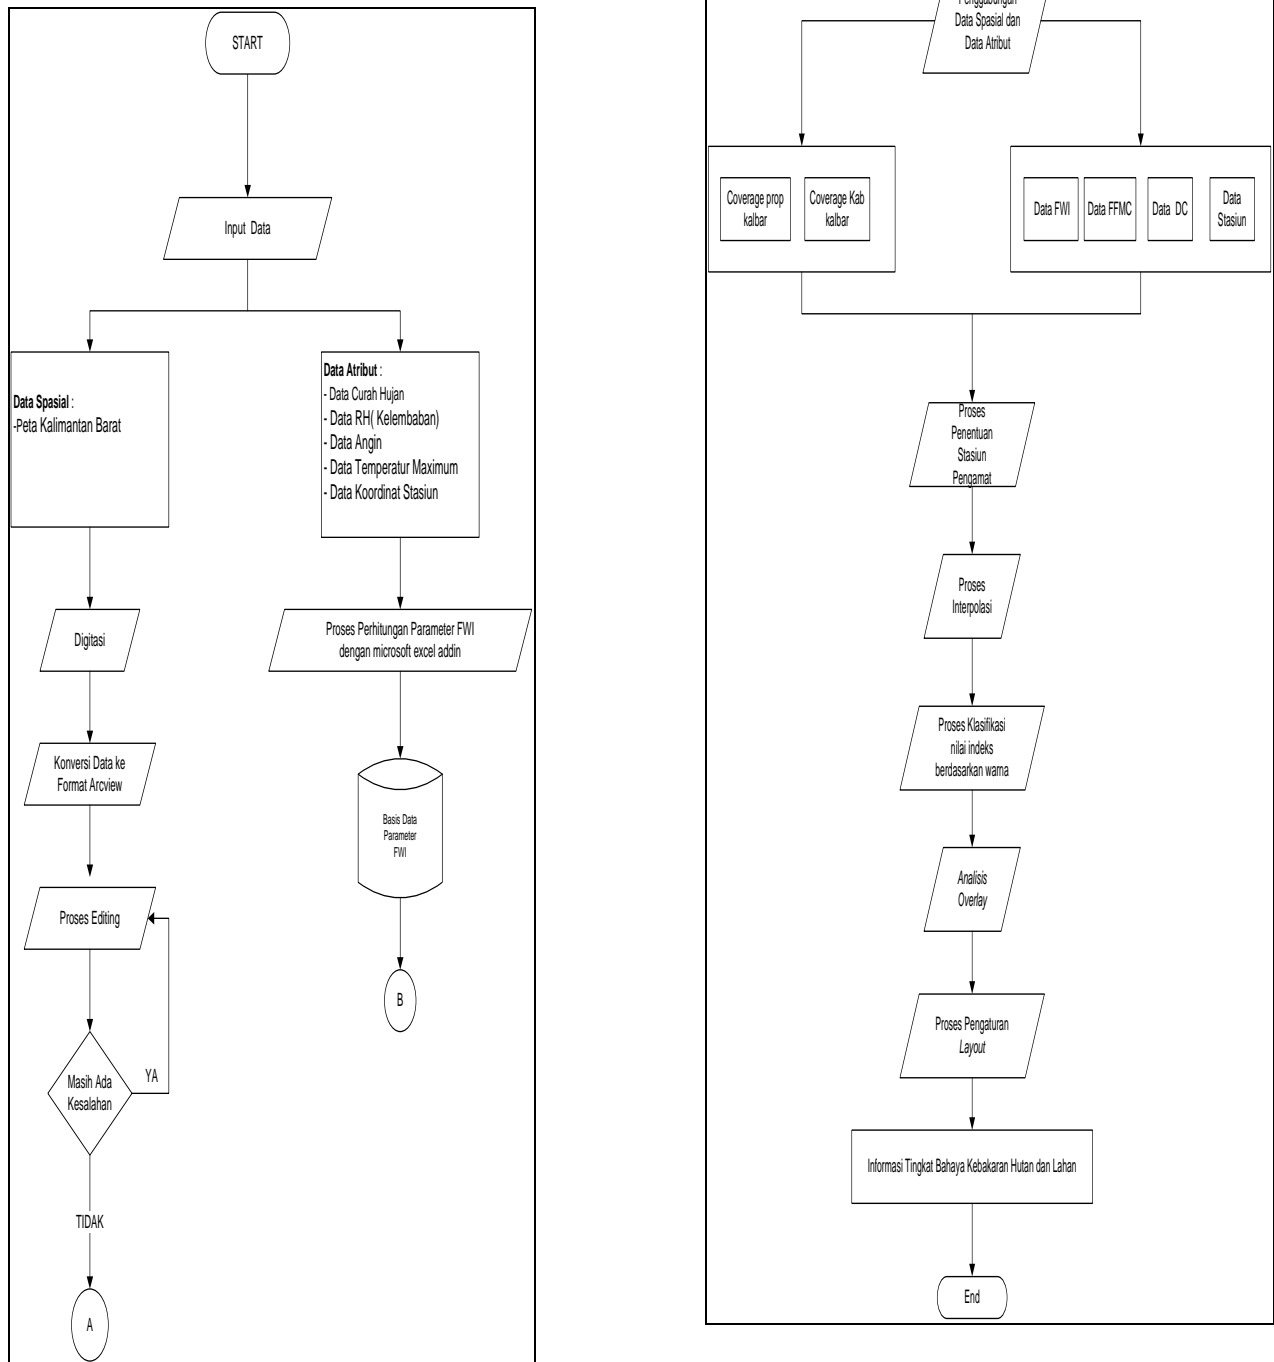 START
Input Data
Data Spasial :
-Peta Kalimantan Barat
Data Atribut :
- Data Curah Hujan
- Data RH( Kelembaban)
- Data Angin
- Data Temperatur Maximum
- Data Koordinat Stasiun
Digitasi
Proses Perhitungan Parameter FWI
dengan microsoft excel addin
Konversi Data ke
Format Arcview
Basis Data
Parameter
FWI
Proses Editing
B
Masih Ada
Kesalahan
YA
TIDAK
A
Penggabungan
Data Spasial dan
Data Atribut
Coverage prop
kalbar
Coverage Kab
kalbar
Data FWI
Data FFMC
Data DC
Data
Stasiun
Proses
Penentuan
Stasiun
Pengamat
Proses
Interpolasi
Proses Klasifikasi
nilai indeks
berdasarkan warna
Analisis
Overlay
Proses Pengaturan
Layout
Informasi Tingkat Bahaya Kebakaran Hutan dan Lahan
End